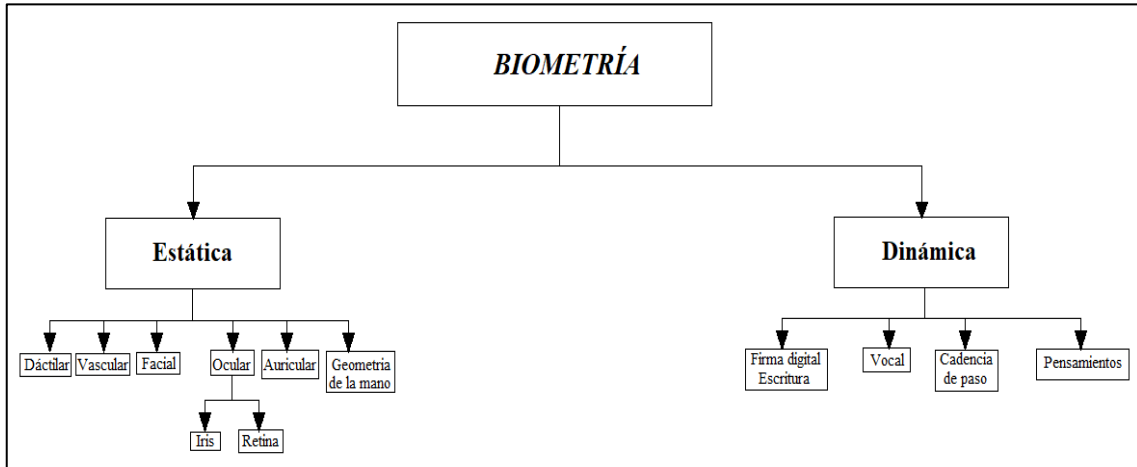 BIOMETRÍA
Estática
Dinámica
Dáctilar
Vascular
Facial
Ocular
Auricular
Geometria
de la mano
Iris
Retina
Firma digital
Escritura
Vocal
Cadencia
de paso
Pensamientos